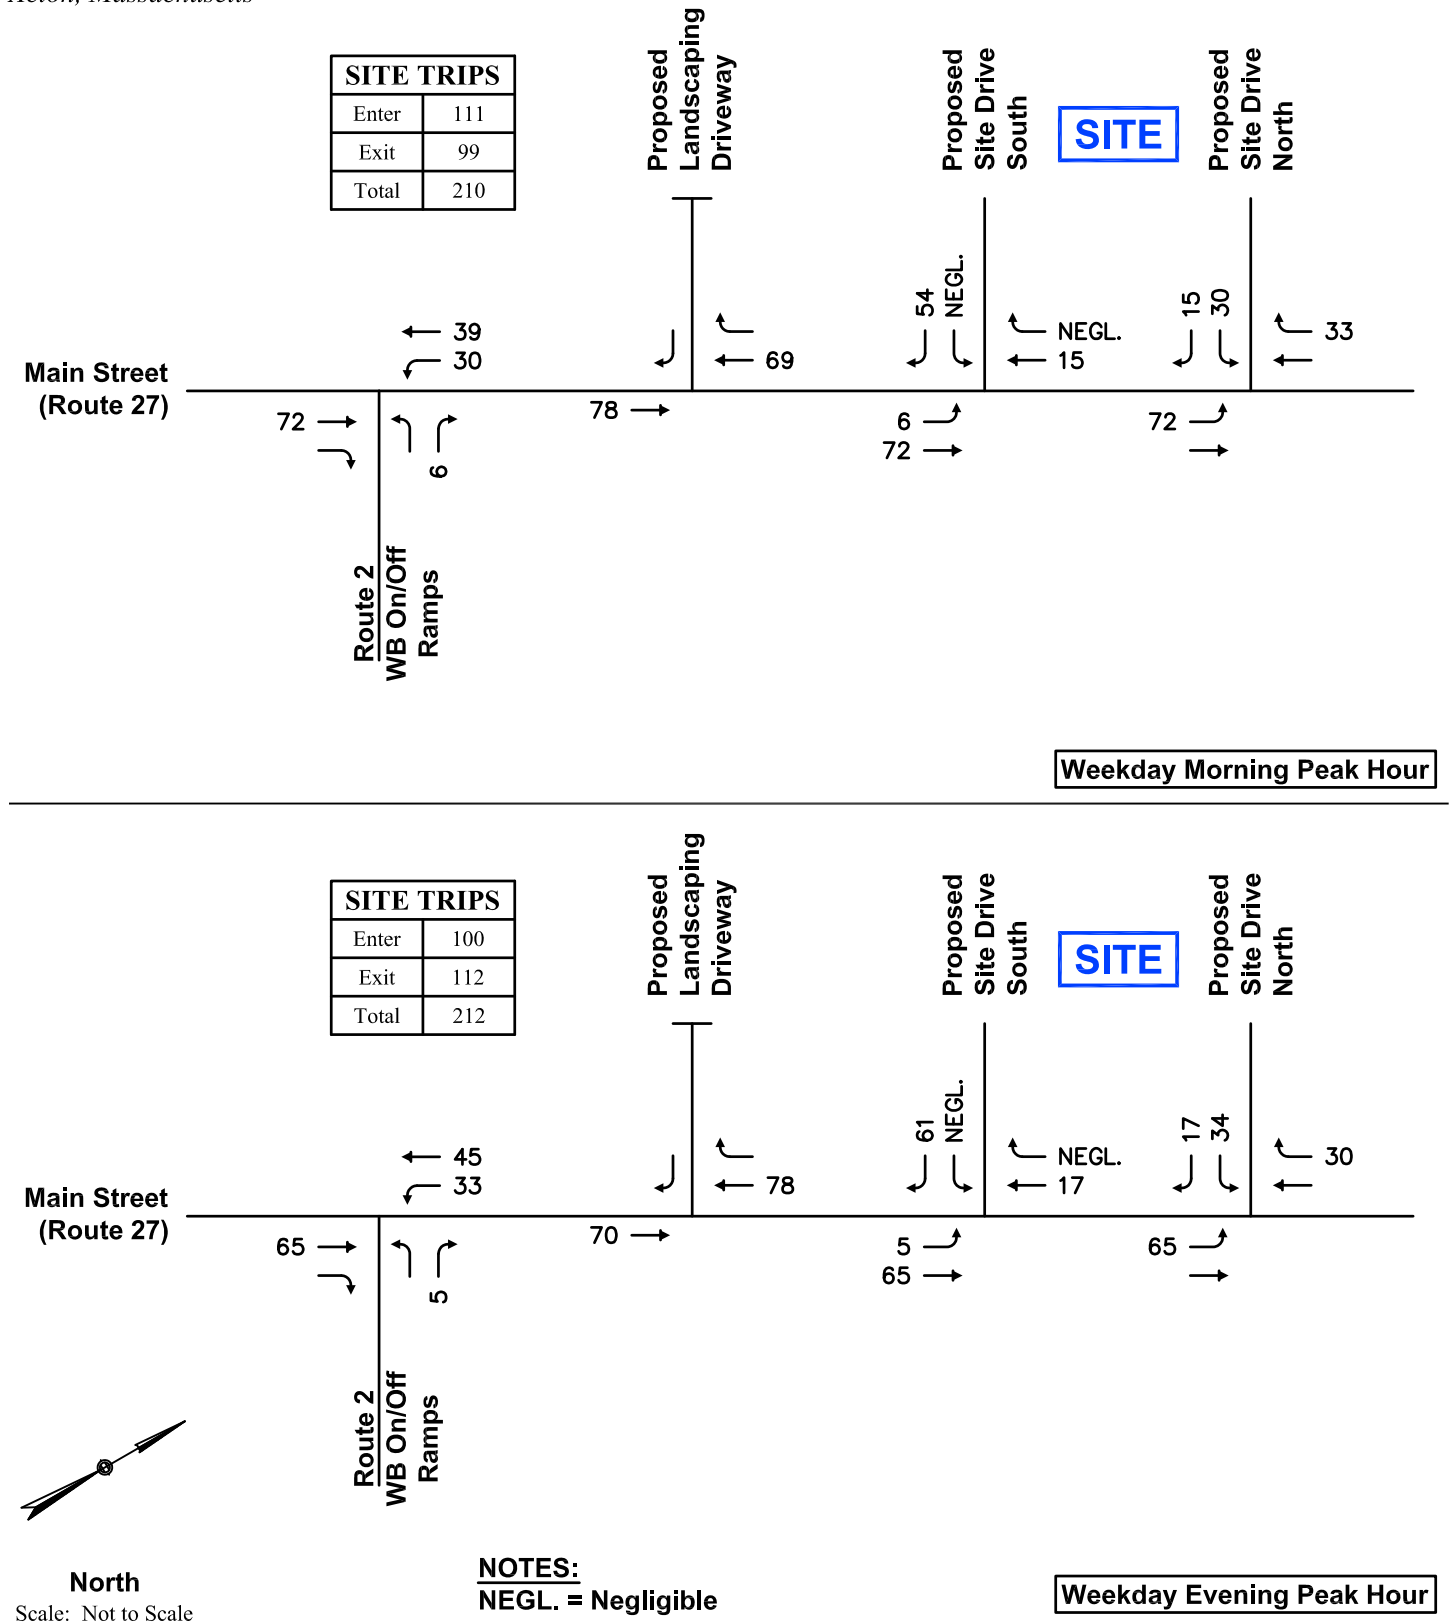 Acton, Massachusetts
SITE TRIPS
Enter 111
Exit 99
Total 210
Proposed
Landscaping
Driveway
Proposed
Site Drive
South
SITE
Proposed
Site Drive
North
39
30
69
54
NEGL.
NEGL.
15
15
30
33
Main Street
(Route 27)
72
6
78
6
72
72
Route 2
WB On/Off
Ramps
Weekday Morning Peak Hour
SITE TRIPS
Enter 100
Exit 112
Total 212
Proposed
Landscaping
Driveway
Proposed
Site Drive
South
SITE
Proposed
Site Drive
North
45
33
78
61
NEGL.
NEGL.
17
17
34
30
Main Street
(Route 27)
65
5
70
5
65
65
Route 2
WB On/Off
Ramps
North
Scale: Not to Scale
NOTES:
NEGL. = Negligible
Weekday Evening Peak Hour